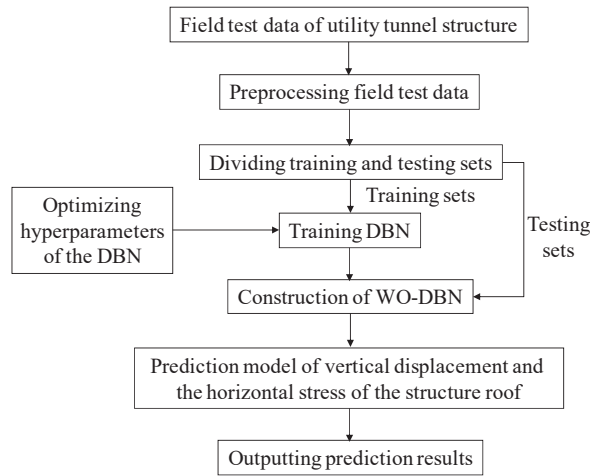 Field test data of utility tunnel structure
Preprocessing field test data
Dividing training and testing sets
Training sets
Optimizing
hyperparameters
of the DBN
Training DBN
Testing
sets
Construction of WO-DBN
Prediction model of vertical displacement and
the horizontal stress of the structure roof
Outputting prediction results